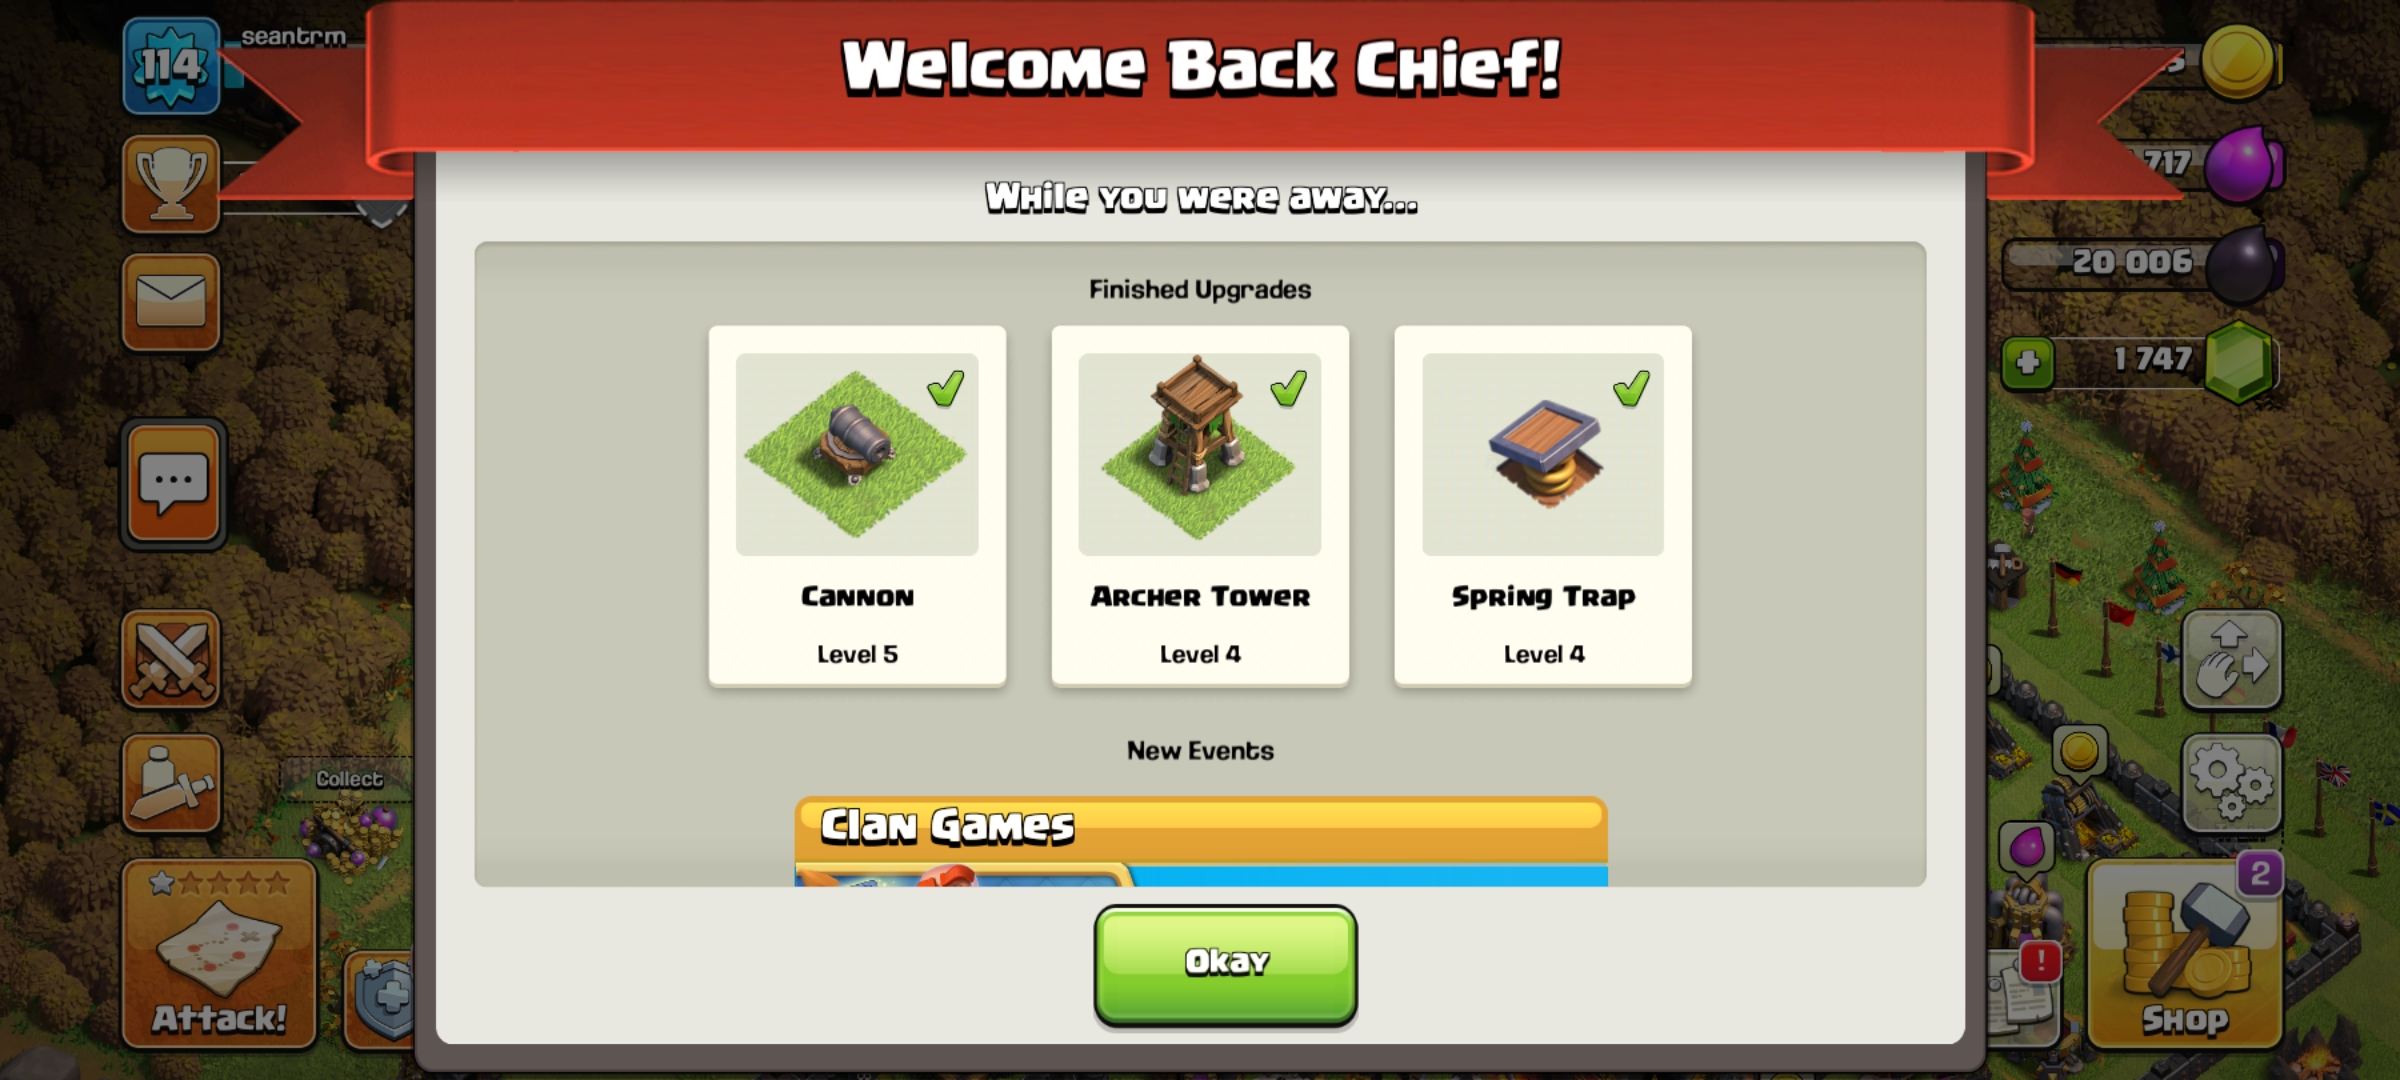 114
seantrm
Welcome Back Chief!
While you were away...
717
Finished Upgrades
20 006
1 747
Cannon
Level 5
Archer Tower
Level 4
Spring Trap
Level 4
New Events
Collect
Clan Games
2
!
Okay
Attack!
Shop